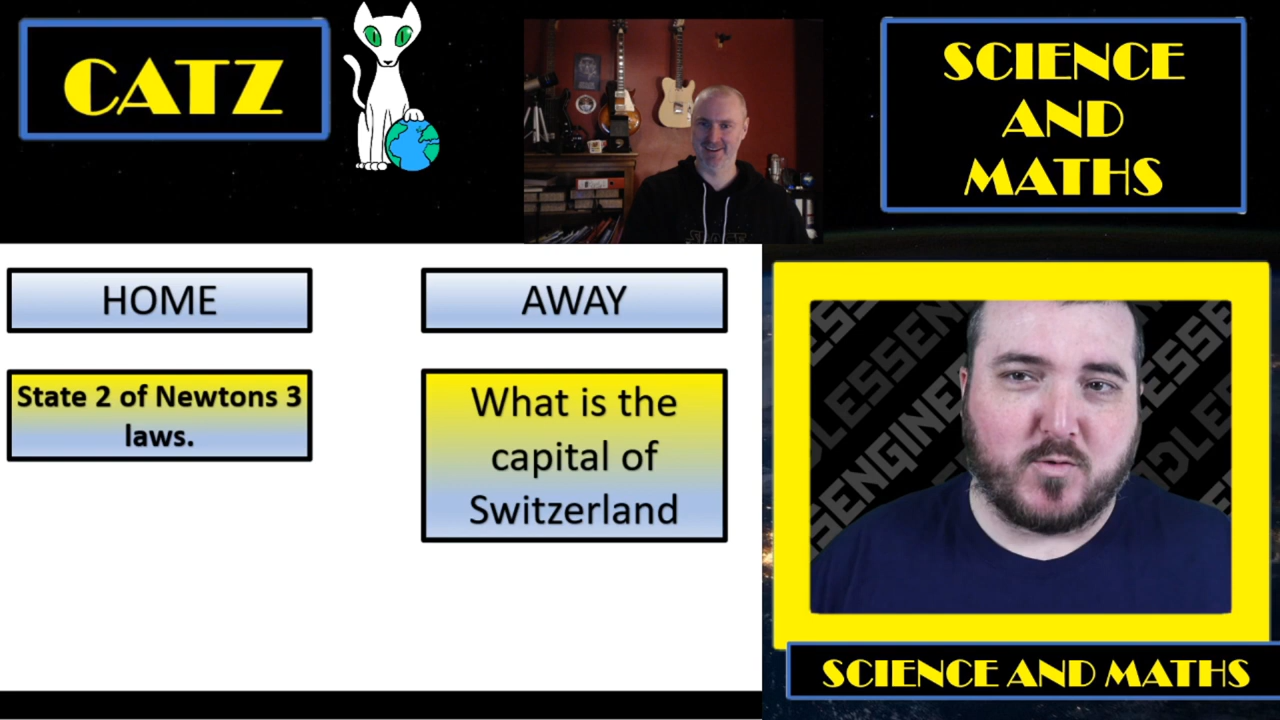 CATZ
SCIENCE
AND
MATHS
HOME
AWAY
State 2 of Newtons 3
laws.
What is the
capital of
Switzerland
SCIENCE AND MATHS